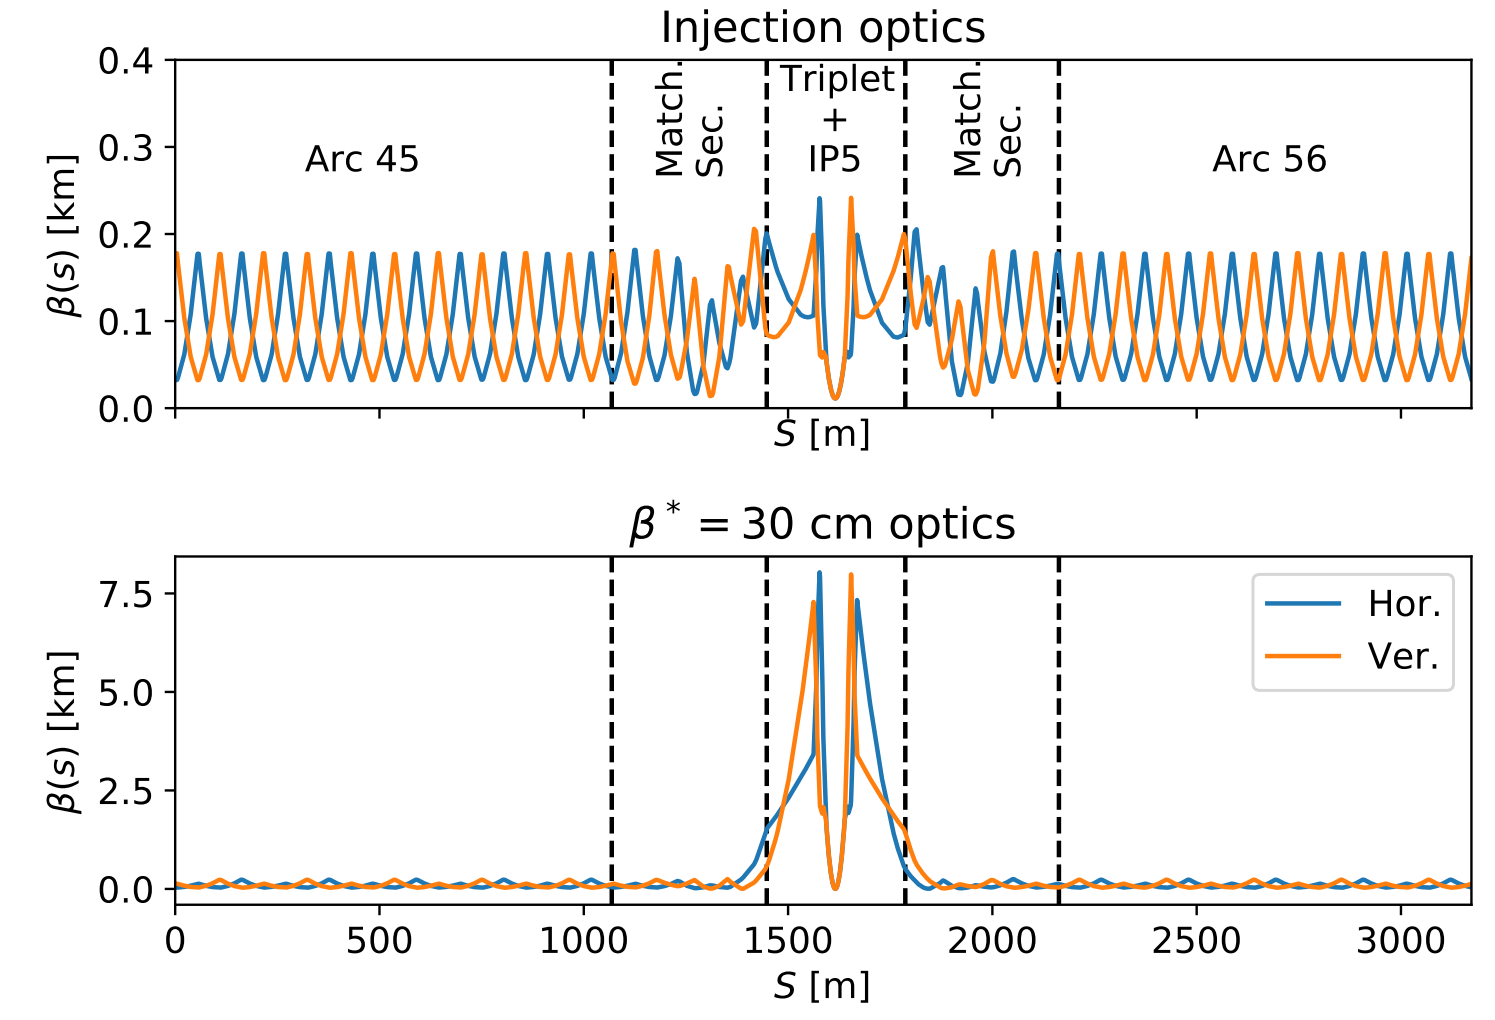 Injection optics
0.4
0.3
0.2
0.1
0.0
β(s) [km]
Arc 45
Match.
Sec.
Triplet
+
IP5
Match.
Sec.
Arc 56
S [m]
β* = 30 cm optics
7.5
5.0
2.5
0.0
β(s) [km]
Hor.
Ver.
0 500 1000 1500 2000 2500 3000
S [m]